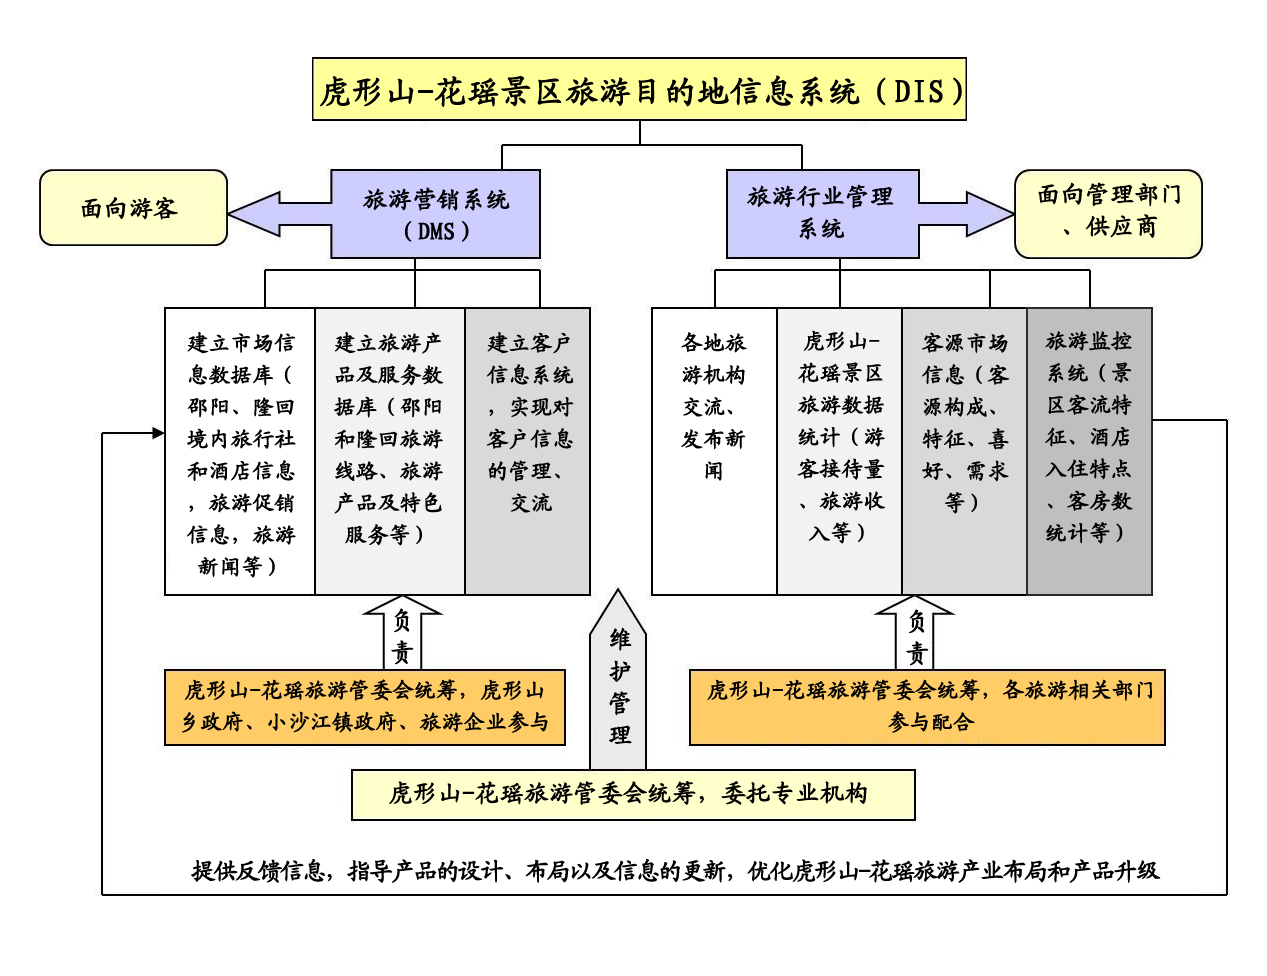 虎形山-花瑶景区旅游目的地信息系统（DIS）
面向游客
旅游营销系统
（DMS）
旅游行业管理
系统
面向管理部门
、供应商
建立市场信
息数据库（
邵阳、隆回
境内旅行社
和酒店信息
，旅游促销
信息，旅游
新闻等）
建立旅游产
品及服务数
据库（邵阳
和隆回旅游
线路、旅游
产品及特色
服务等）
建立客户
信息系统
，实现对
客户信息
的管理、
交流
各地旅
游机构
交流、
发布新
闻
虎形山-
花瑶景区
旅游数据
统计（游
客接待量
、旅游收
入等）
客源市场
信息（客
源构成、
特征、喜
好、需求
等）
旅游监控
系统（景
区客流特
征、酒店
入住特点
、客房数
统计等）
负
责
负
责
维
护
管
理
虎形山-花瑶旅游管委会统筹，虎形山
乡政府、小沙江镇政府、旅游企业参与
虎形山-花瑶旅游管委会统筹，各旅游相关部门
参与配合
虎形山-花瑶旅游管委会统筹，委托专业机构
提供反馈信息，指导产品的设计、布局以及信息的更新，优化虎形山-花瑶旅游产业布局和产品升级